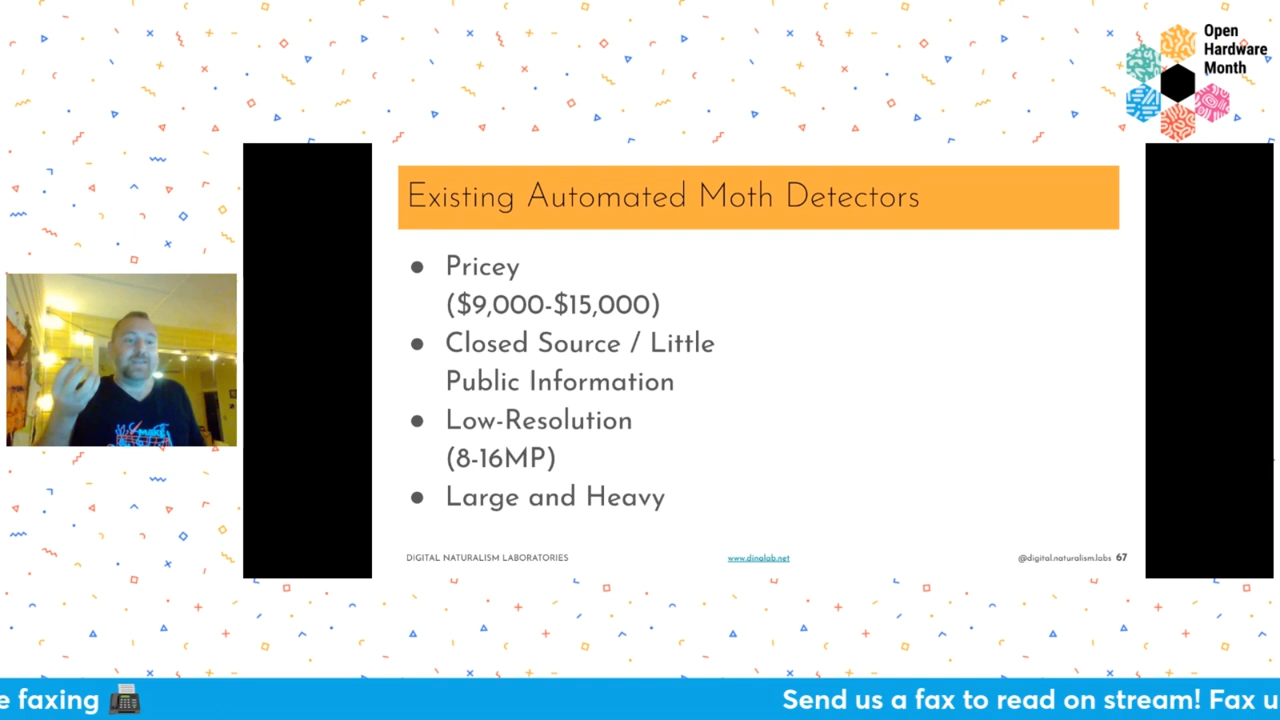 Open
Hardware
Month
Existing Automated Moth Detectors
● Pricey
($9,000-$15,000)
● Closed Source / Little
Public Information
● Low-Resolution
(8-16MP)
● Large and Heavy
MAKE
DIGITAL NATURALISM LABORATORIES
www.dinalab.net
@digital.naturalism.labs 67
e faxing 📠
Send us a fax to read on stream! Fax u